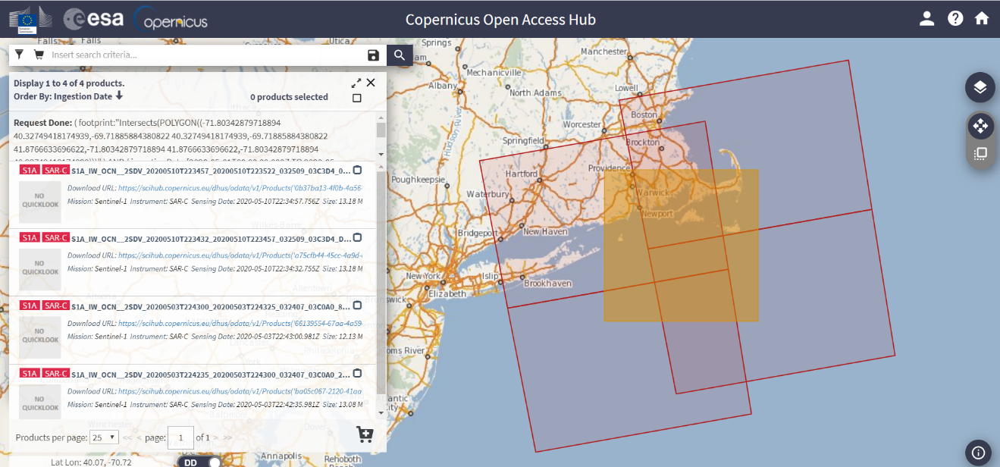 esa
opernicus
Copernicus Open Access Hub
Insert search criteria...
Display 1 to 4 of 4 products.
Order By: Ingestion Date
0 products selected
Request Done: ( footprint:"Intersects(POLYGON((-71.80342879718894
40.32749418174939,-69.71885884380822 40.32749418174939,-69.71885884380822
41.8766633696622,-71.80342879718894 41.8766633696622,-71.80342879718894
S1A SAR-C S1A_IW_OCN__2SDV_20200510T223457_20200510T223522_032509_03C3D4_0...
Download URL: https://scihub.copernicus.eu/dhus/odata/v1/Products('0b37ba13-4f0b-4a56-
NO QUICKLOOK
Mission: Sentinel-1 Instrument: SAR-C Sensing Date: 2020-05-10T22:34:57.756Z Size: 13.18 M
S1A SAR-C S1A_IW_OCN__2SDV_20200510T223432_20200510T223457_032509_03C3D4_D...
Download URL: https://scihub.copernicus.eu/dhus/odata/v1/Products('a75cfb44-45cc-4a9d-
NO QUICKLOOK
Mission: Sentinel-1 Instrument: SAR-C Sensing Date: 2020-05-10T22:34:32.755Z Size: 13.18 M
S1A SAR-C S1A_IW_OCN__2SDV_20200503T224300_20200503T224325_032407_03C0A0_8...
Download URL: https://scihub.copernicus.eu/dhus/odata/v1/Products('66139554-67aa-4a59-
NO QUICKLOOK
Mission: Sentinel-1 Instrument: SAR-C Sensing Date: 2020-05-03T22:43:00.981Z Size: 12.13 M
S1A SAR-C S1A_IW_OCN__2SDV_20200503T224235_20200503T224300_032407_03C0A0_2...
Download URL: https://scihub.copernicus.eu/dhus/odata/v1/Products('ba05c067-2120-41aa
NO QUICKLOOK
Mission: Sentinel-1 Instrument: SAR-C Sensing Date: 2020-05-03T22:42:35.981Z Size: 13.08 M
Products per page: 25 << < page: 1 of 1 > >>
Lat Lon: 40.07, -70.72
DD
Falls
Falls
Utica
Springs
Manchester
Mechanicville
Albany
North Adams
Lowell
Boston
Worcester
Springfield
Brockton
Hudson River
Providence
Hartford
Poughkeepsie
Waterbury
Warwick
Newport
Bridgeport
New Haven
New York
Islip
Brookhaven
Elizabeth
Brunswick
oms River
antic
ity
Annapolis
Rehoboth